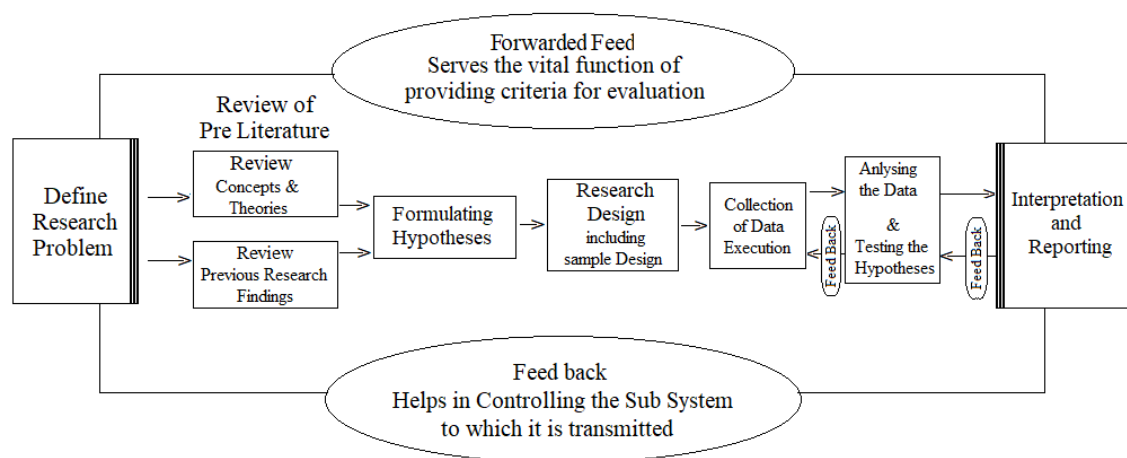 Forwarded Feed
Serves the vital function of
providing criteria for evaluation
Review of
Pre Literature
Define
Research
Problem
Review
Concepts &
Theories
Review
Previous Research
Findings
Formulating
Hypotheses
Research
Design
including
sample Design
Collection
of Data
Execution
Feed Back
Anlysing
the Data
&
Testing the
Hypotheses
Feed Back
Interpretation
and
Reporting
Feed back
Helps in Controlling the Sub System
to which it is transmitted